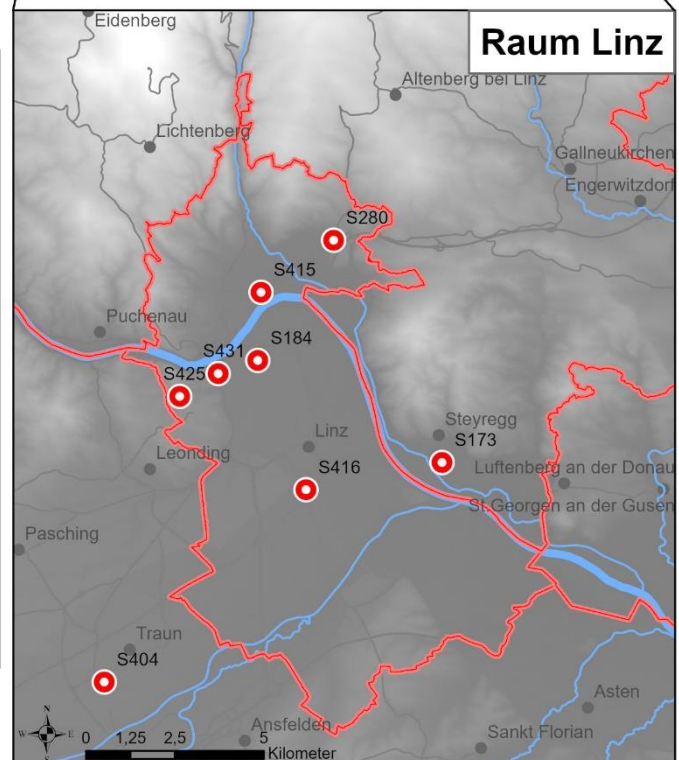 Eidenberg
Raum Linz
Altenberg bei Linz
Lichtenberg
Gallneukirchen
Engerwitzdorf
S280
S415
Puchenau
S184
S431
S425
Steyregg
Linz
S173
Leonding
Luftenberg an der Donau
S416
St.Georgen an der Gusen
Pasching
Traun
S404
Asten
Ansfelden
Sankt Florian
N
W E
S
0 1,25 2,5 5
Kilometer